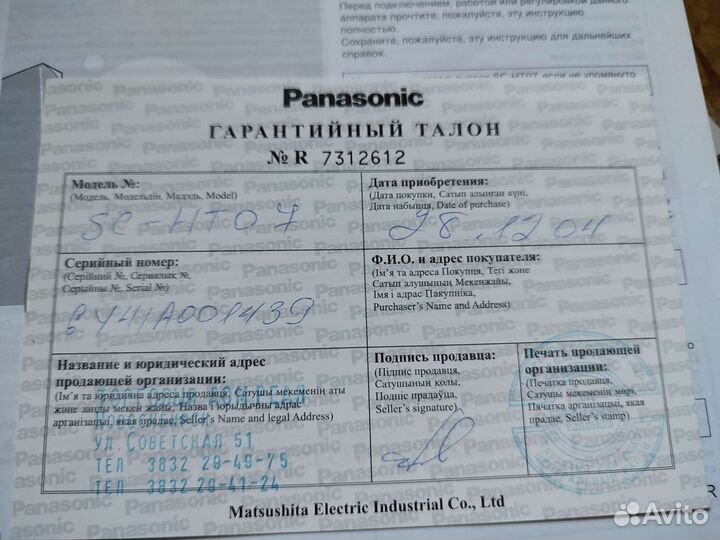 Перед подключением, работой или регулировкой данного
аппарата прочтите, пожалуйста, эту инструкцию
полностью.
Сохраните, пожалуйста, эту инструкцию для дальнейших
справок.
SC-HT07, если не упомянуто
Panasonic
ГАРАНТИЙНЫЙ ТАЛОН
№ R 7312612
Модель №:
(Модель, Модельдін, Мадэль, Model)
SC-HT07
Дата приобретения:
(Дата покупки, Сатып алынған күні,
Дата набыцця, Date of purchase)
28.12.04
Серийный номер:
(Серійний №, Сериялық №,
Серыйны №, Serial №)
GY4HA001439
Ф.И.О. и адрес покупателя:
(Ім'я та адреса Покупця, Тегі және
Сатып алушының Мекенжайы,
Імя і адрас Пакупніка,
Purchaser's Name and Address)
Название и юридический адрес
продающей организации:
(Ім'я та юридична адреса продавця, Сатушы мекеменің аты
және заңды мекен жайы, Назва і юрыдычны адрас
арганізацыі, якая прадае, Seller's Name and legal Address)
УЛ СОВЕТСКАЯ 51
ТЕЛ 3832 29-49-75
ТЕЛ 3832 29-41-24
Подпись продавца:
(Підпис продавця,
Сатушының қолы,
Подпіс прадаўца,
Seller's signature)
Печать продающей
организации:
(Печатка продавця,
Сатушы мекеменің мөрі,
Пячатка арганізацыі, якая
прадае, Seller's stamp)
Matsushita Electric Industrial Co., Ltd
R
Avito